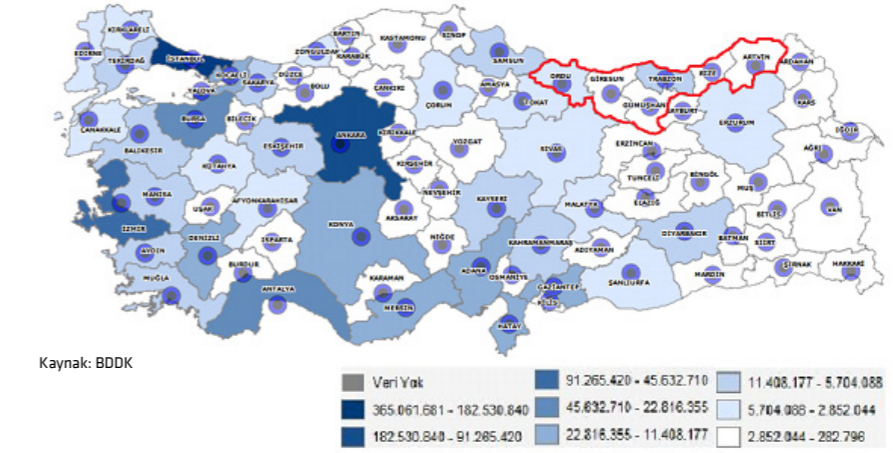 KIRKLARELİ
EDİRNE
TEKİRDAĞ
İSTANBUL
KOCAELİ
YALOVA
SAKARYA
DÜZCE
BOLU
ZONGULDAK
BARTIN
KARABÜK
KASTAMONU
SİNOP
SAMSUN
ÇANKIRI
ÇORUM
AMASYA
TOKAT
ORDU
GİRESUN
TRABZON
RİZE
ARTVİN
ARDAHAN
GÜMÜŞHAN
BAYBURT
KARS
IĞDIR
AĞRI
ERZURUM
ERZİNCAN
ÇANAKKALE
BALIKESİR
BURSA
BİLECİK
KÜTAHYA
ESKİŞEHİR
ANKARA
KIRIKKALE
YOZGAT
SİVAS
TUNCELİ
BİNGÖL
MUŞ
ELAZIĞ
BİTLİS
VAN
MANİSA
UŞAK
AFYONKARAHİSAR
KIRŞEHİR
NEVŞEHİR
KAYSERİ
MALATYA
İZMİR
AYDIN
DENİZLİ
ISPARTA
BURDUR
KONYA
AKSARAY
NİĞDE
KAHRAMANMARAŞ
ADIYAMAN
DİYARBAKIR
BATMAN
SİİRT
ŞIRNAK
HAKKARİ
MUĞLA
ANTALYA
KARAMAN
MERSİN
ADANA
OSMANİYE
GAZİANTEP
KİLİS
HATAY
ŞANLIURFA
MARDİN
Kaynak: BDDK
Veri Yok
365.061.681 - 182.530.840
182.530.840 - 91.265.420
91.265.420 - 45.632.710
45.632.710 - 22.816.355
22.816.355 - 11.408.177
11.408.177 - 5.704.088
5.704.088 - 2.852.044
2.852.044 - 282.796